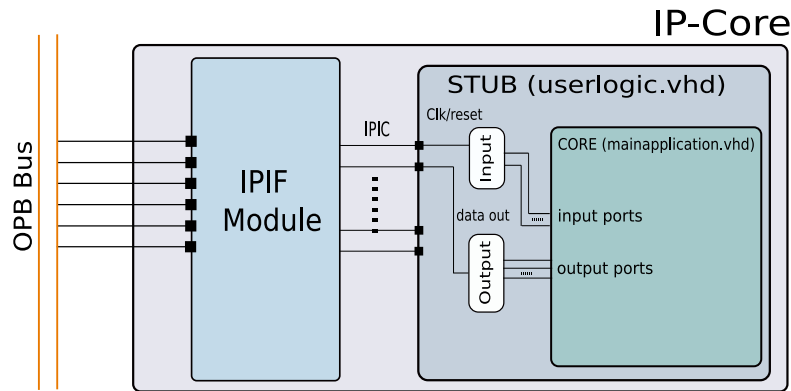 IP-Core
STUB (userlogic.vhd)
Clk/reset
IPIC
Input
CORE (mainapplication.vhd)
OPB Bus
IPIF
Module
data out
input ports
Output
output ports